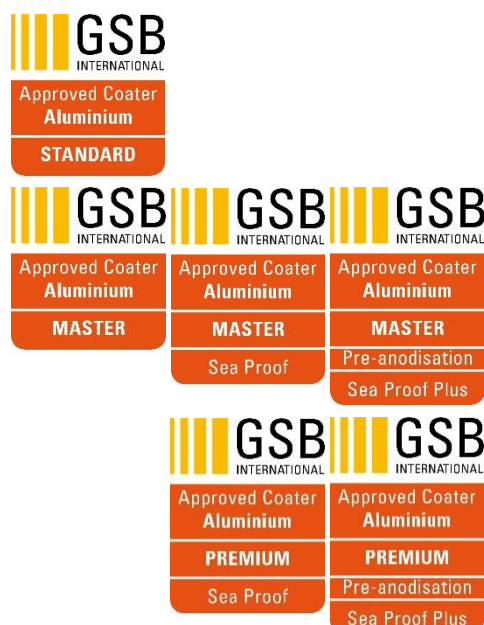 GSB
INTERNATIONAL
Approved Coater
Aluminium
STANDARD
GSB
INTERNATIONAL
Approved Coater
Aluminium
MASTER
GSB
INTERNATIONAL
Approved Coater
Aluminium
MASTER
Sea Proof
GSB
INTERNATIONAL
Approved Coater
Aluminium
MASTER
Pre-anodisation
Sea Proof Plus
GSB
INTERNATIONAL
Approved Coater
Aluminium
PREMIUM
Sea Proof
GSB
INTERNATIONAL
Approved Coater
Aluminium
PREMIUM
Pre-anodisation
Sea Proof Plus